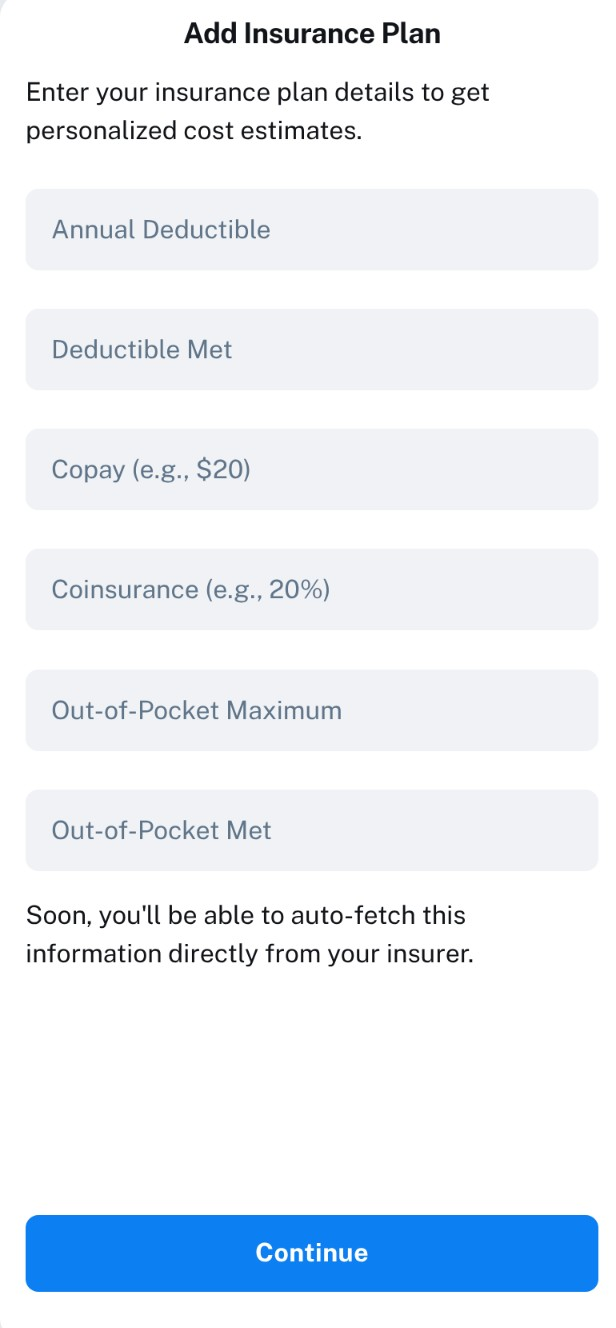 Add Insurance Plan
Enter your insurance plan details to get
personalized cost estimates.
Annual Deductible
Deductible Met
Copay (e.g., $20)
Coinsurance (e.g., 20%)
Out-of-Pocket Maximum
Out-of-Pocket Met
Soon, you'll be able to auto-fetch this
information directly from your insurer.
Continue